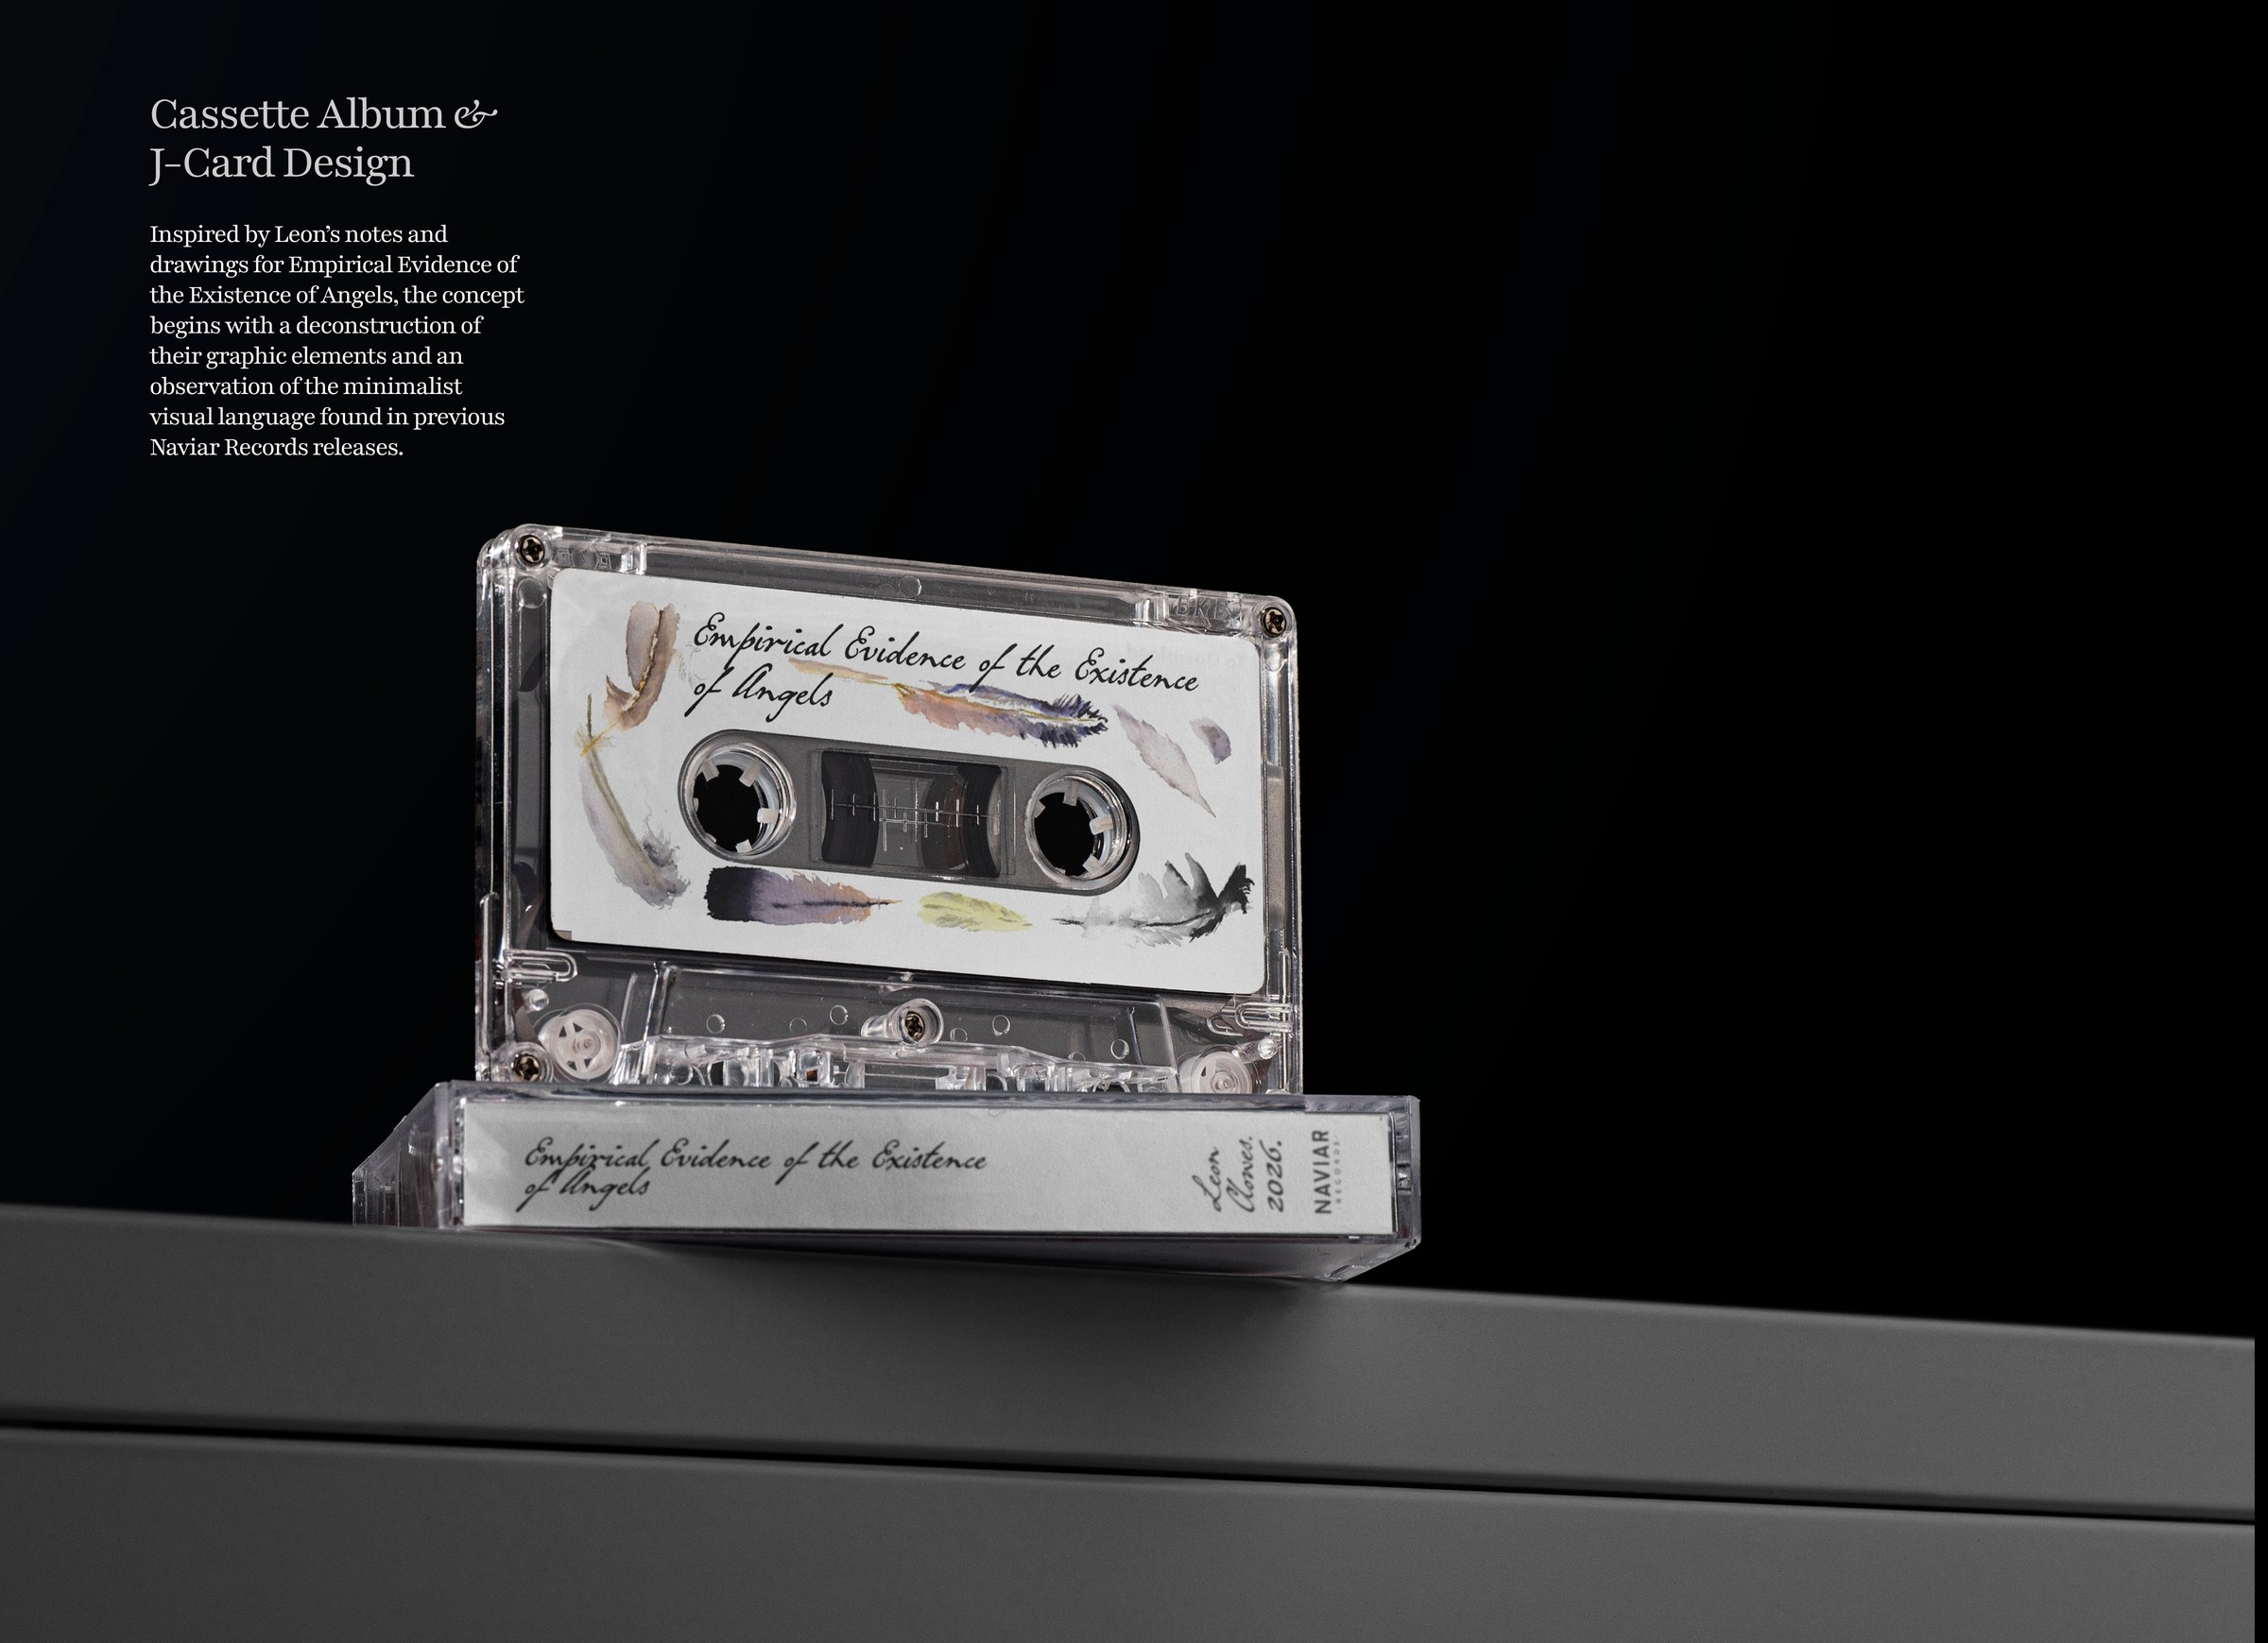 Cassette Album &
J-Card Design
Inspired by Leon's notes and
drawings for Empirical Evidence of
the Existence of Angels, the concept
begins with a deconstruction of
their graphic elements and an
observation of the minimalist
visual language found in previous
Naviar Records releases.
Empirical Evidence of the Existence
of Angels
Empirical Evidence of the Existence
of Angels
Leon
Clowes.
2026.
NAVIAR
RECORDS